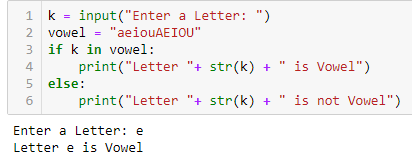 1 k = input("Enter a Letter: ")
2 vowel = "aeiouAEIOU"
3 if k in vowel:
4     print("Letter "+ str(k) + " is Vowel")
5 else:
6     print("Letter "+ str(k) + " is not Vowel")
Enter a Letter: e
Letter e is Vowel